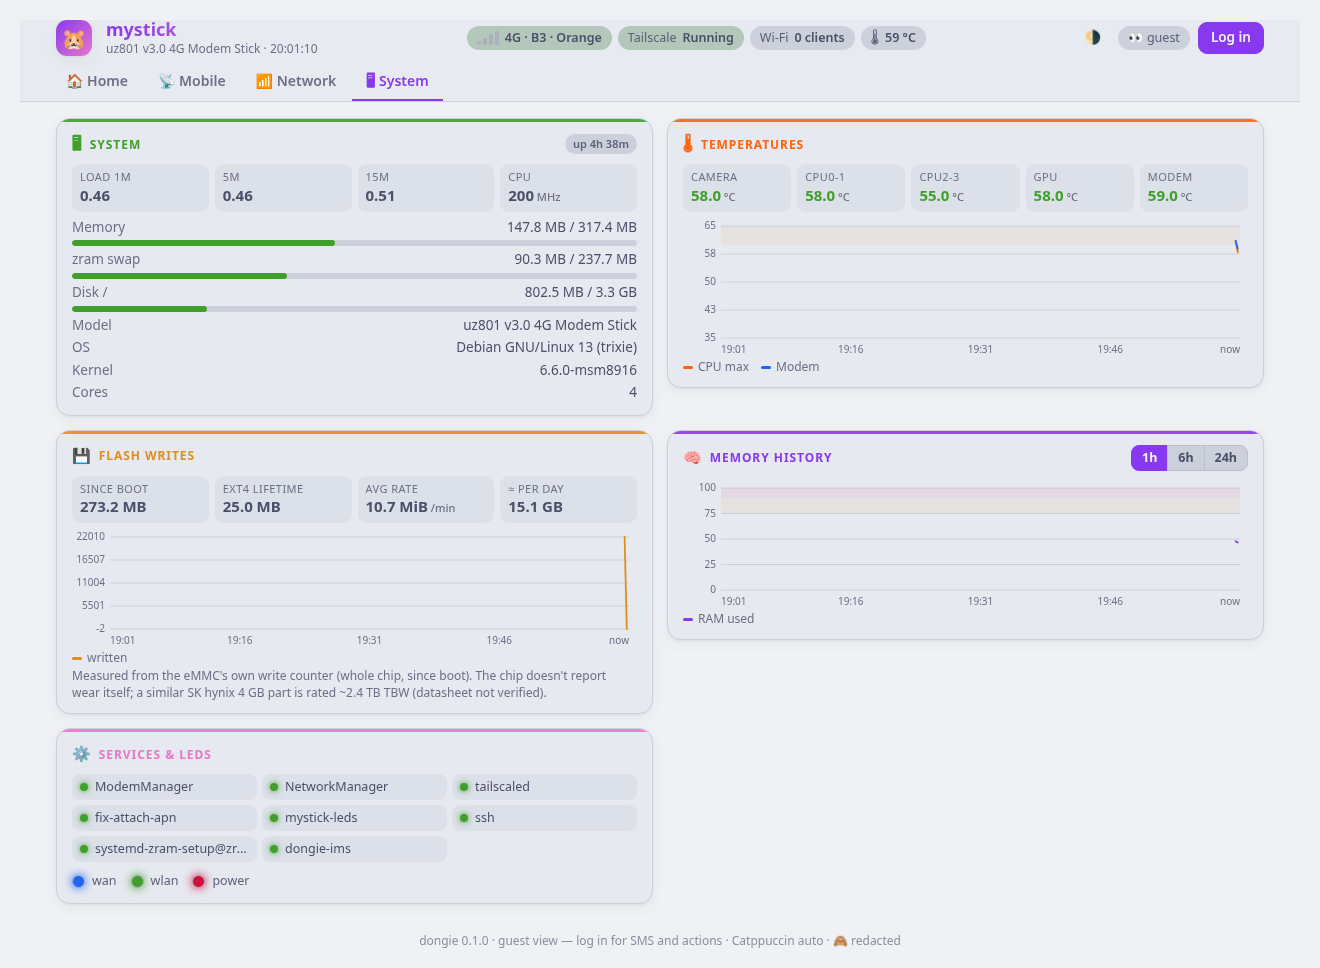 mystick
uz801 v3.0 4G Modem Stick · 20:01:10
4G · B3 · Orange
Tailscale Running
Wi-Fi 0 clients
59 °C
guest
Log in
Home
Mobile
Network
System
SYSTEM
up 4h 38m
LOAD 1M
0.46
5M
0.46
15M
0.51
CPU
200 MHz
Memory 147.8 MB / 317.4 MB
zram swap 90.3 MB / 237.7 MB
Disk / 802.5 MB / 3.3 GB
Model uz801 v3.0 4G Modem Stick
OS Debian GNU/Linux 13 (trixie)
Kernel 6.6.0-msm8916
Cores 4
TEMPERATURES
CAMERA
58.0 °C
CPU0-1
58.0 °C
CPU2-3
55.0 °C
GPU
58.0 °C
MODEM
59.0 °C
65
58
50
43
35
19:01 19:16 19:31 19:46 now
CPU max Modem
FLASH WRITES
SINCE BOOT
273.2 MB
EXT4 LIFETIME
25.0 MB
AVG RATE
10.7 MiB /min
≈ PER DAY
15.1 GB
22010
16507
11004
5501
-2
19:01 19:16 19:31 19:46 now
written
Measured from the eMMC's own write counter (whole chip, since boot). The chip doesn't report
wear itself; a similar SK hynix 4 GB part is rated ~2.4 TB TBW (datasheet not verified).
MEMORY HISTORY
1h 6h 24h
100
75
50
25
0
19:01 19:16 19:31 19:46 now
RAM used
SERVICES & LEDS
ModemManager NetworkManager tailscaled
fix-attach-apn mystick-leds ssh
systemd-zram-setup@zr... dongie-ims
wan wlan power
dongie 0.1.0 · guest view — log in for SMS and actions · Catppuccin auto · 🙈 redacted